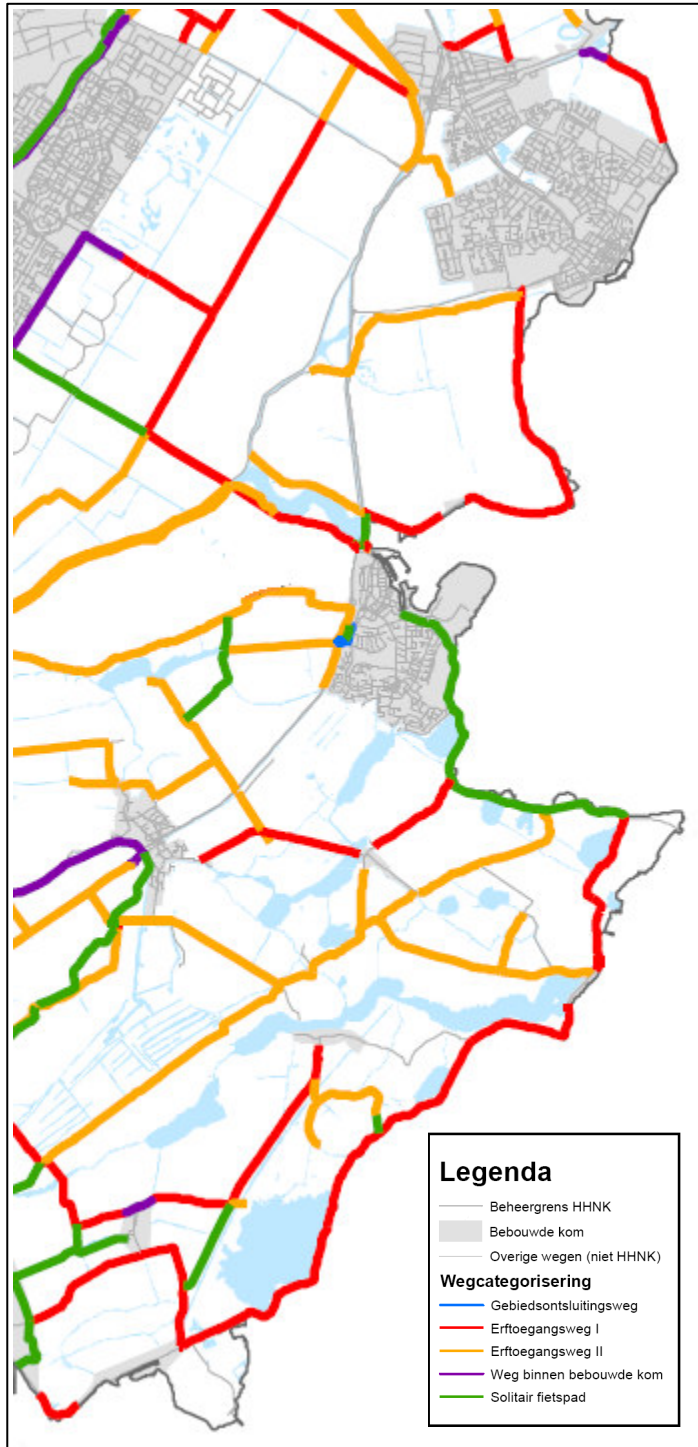 Legenda
Beheergrens HHNK
Bebouwde kom
Overige wegen (niet HHNK)
Wegcategorisering
Gebiedsontsluitingsweg
Erftoegangsweg I
Erftoegangsweg II
Weg binnen bebouwde kom
Solitair fietspad